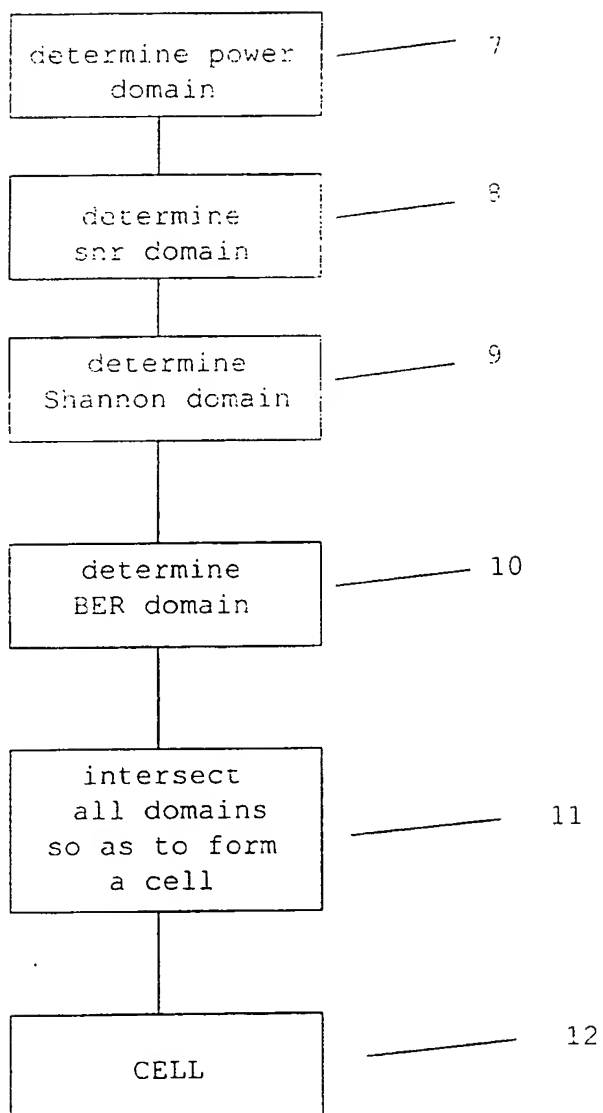 determine power
domain
7
determine
snr domain
8
determine
Shannon domain
9
determine
BER domain
10
intersect
all domains
so as to form
a cell
11
CELL
12